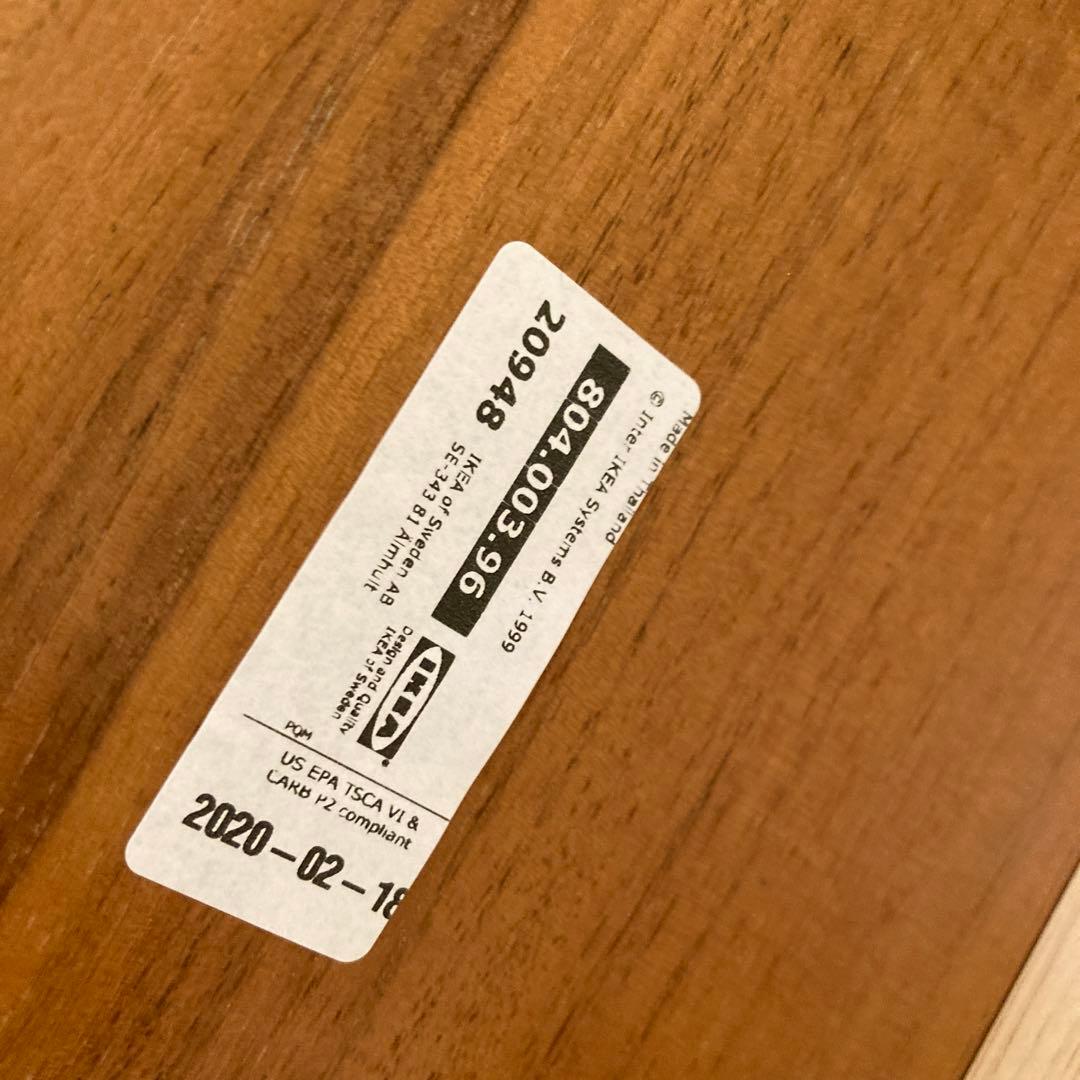 Made in Thailand
© Inter IKEA Systems B.V. 1999
804.003.96
20948
IKEA of Sweden AB
SE-343 81 Älmhult
IKEA
Design and Quality
IKEA of Sweden
PQM
US EPA TSCA VI &
CARB P2 compliant
2020-02-18